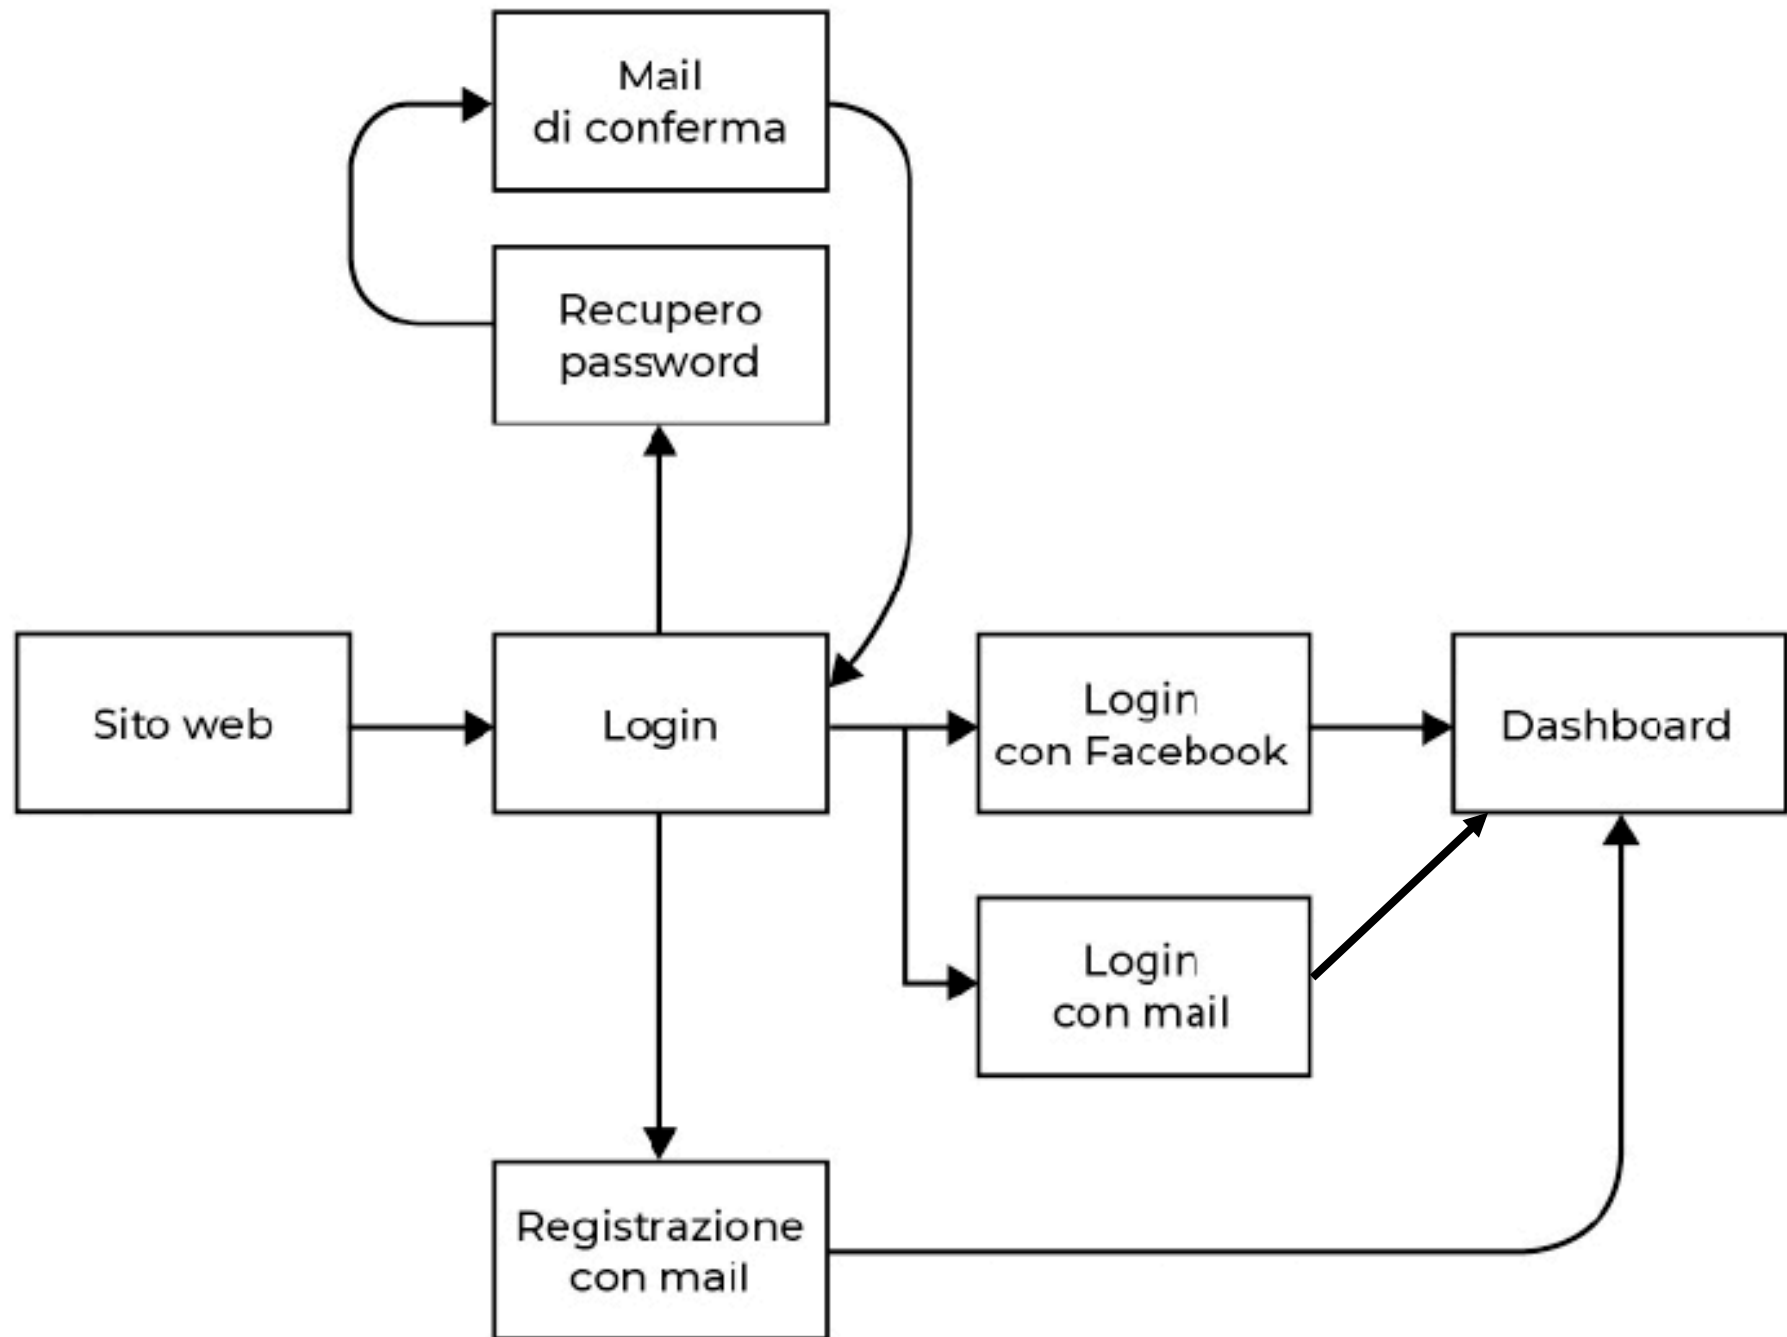 Mail
di conferma
Recupero
password
Sito web
Login
Login
con Facebook
Dashboard
Login
con mail
Registrazione
con mail